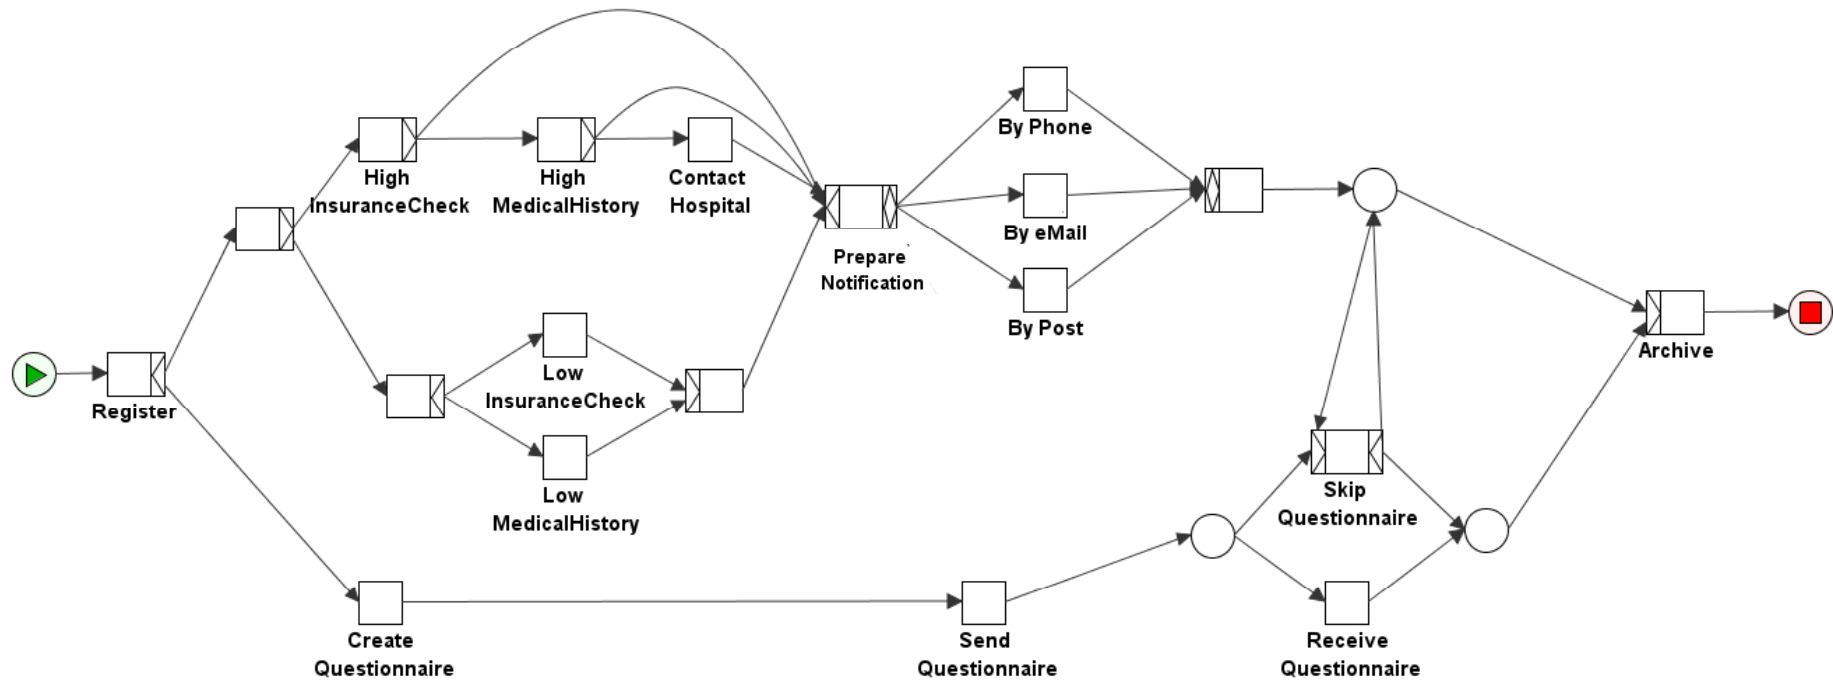 By Phone
High
InsuranceCheck
High
MedicalHistory
Contact
Hospital
By eMail
Prepare
Notification
By Post
Archive
Register
Low
InsuranceCheck
Low
MedicalHistory
Skip
Questionnaire
Create
Questionnaire
Send
Questionnaire
Receive
Questionnaire